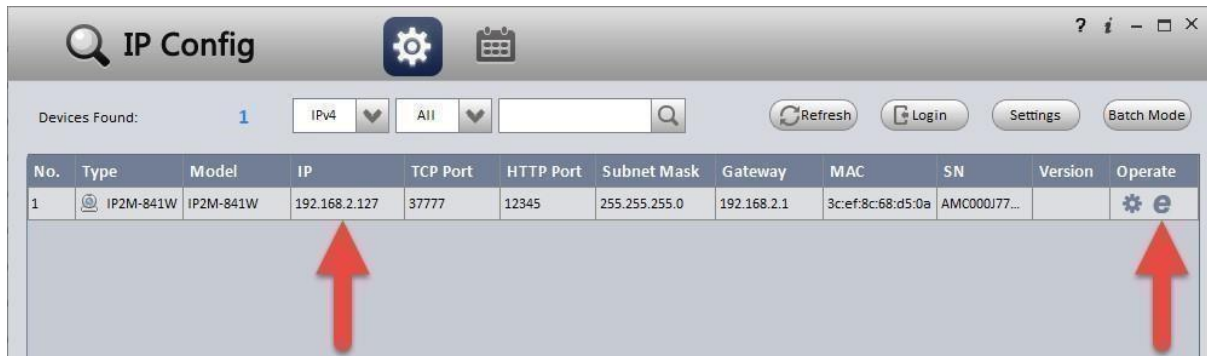 IP Config
? i
Devices Found: 1 IPv4 All Refresh Login Settings Batch Mode
No. Type Model IP TCP Port HTTP Port Subnet Mask Gateway MAC SN Version Operate
1 IP2M-841W IP2M-841W 192.168.2.127 37777 12345 255.255.255.0 192.168.2.1 3c:ef:8c:68:d5:0a AMC000J77... e